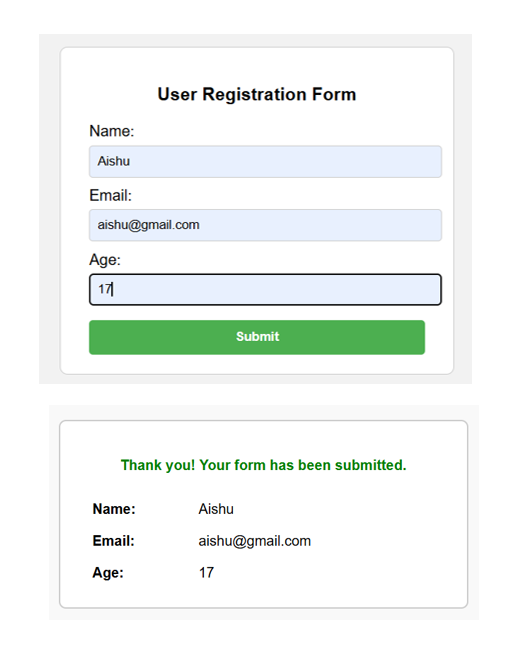 User Registration Form
Name:
Aishu
Email:
aishu@gmail.com
Age:
17
Submit
Thank you! Your form has been submitted.
Name: Aishu
Email: aishu@gmail.com
Age: 17